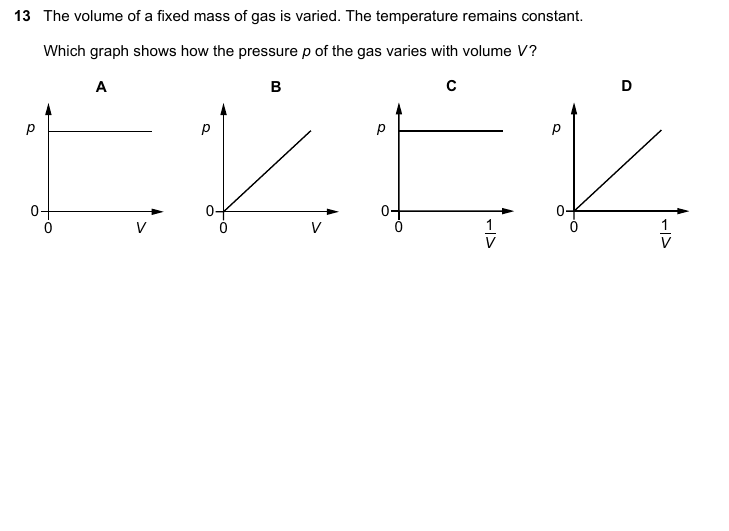 13 The volume of a fixed mass of gas is varied. The temperature remains constant.
Which graph shows how the pressure p of the gas varies with volume V?
A B C D
p p p p
0 0 0 0
0 V 0 V 0 1/V 0 1/V